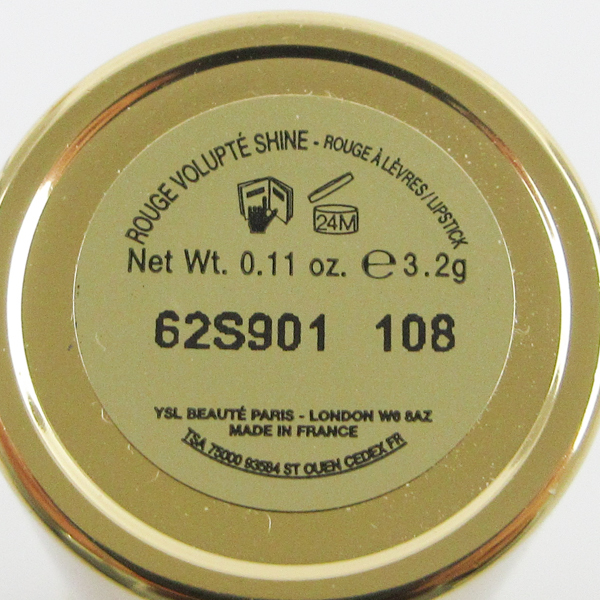 ROUGE VOLUPTÉ SHINE - ROUGE À LÈVRES / LIPSTICK
24M
Net Wt. 0.11 oz. ℮ 3.2g
62S901 108
YSL BEAUTÉ PARIS - LONDON W6 8AZ
MADE IN FRANCE
TSA 75000 93584 ST OUEN CEDEX FR